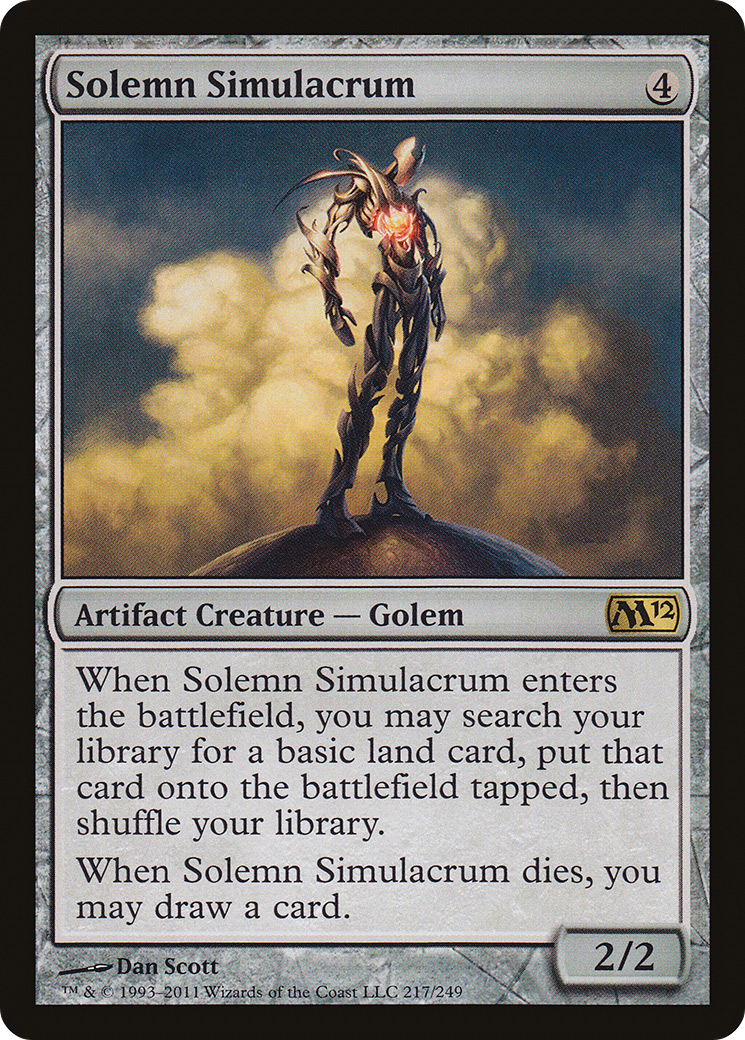 Solemn Simulacrum 4
Artifact Creature — Golem M12
When Solemn Simulacrum enters
the battlefield, you may search your
library for a basic land card, put that
card onto the battlefield tapped, then
shuffle your library.
When Solemn Simulacrum dies, you
may draw a card.
2/2
Dan Scott
™ & © 1993–2011 Wizards of the Coast LLC 217/249